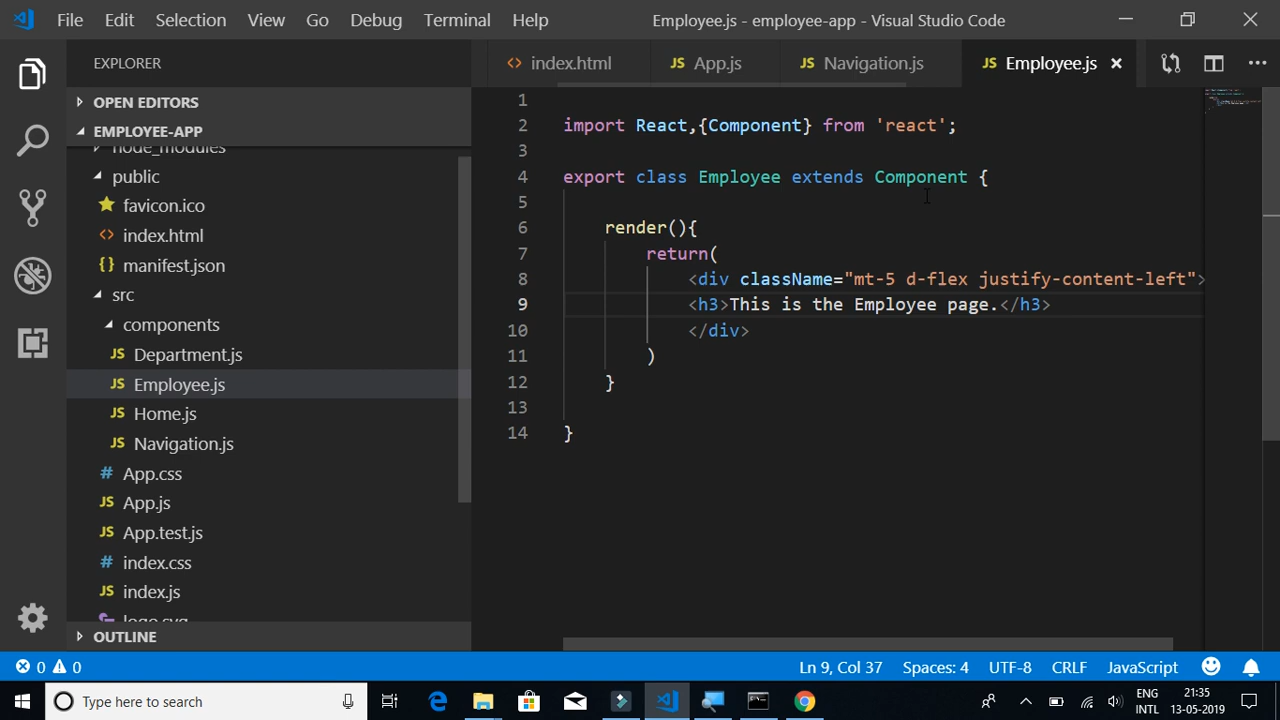 File Edit Selection View Go Debug Terminal Help Employee.js - employee-app - Visual Studio Code
EXPLORER
OPEN EDITORS
EMPLOYEE-APP
node_modules
public
favicon.ico
index.html
manifest.json
src
components
Department.js
Employee.js
Home.js
Navigation.js
App.css
App.js
App.test.js
index.css
index.js
logo.svg
OUTLINE
index.html JS App.js JS Navigation.js JS Employee.js
1
2 import React,{Component} from 'react';
3
4 export class Employee extends Component {
5
6 render(){
7 return(
8 <div className="mt-5 d-flex justify-content-left">
9 <h3>This is the Employee page.</h3>
10 </div>
11 )
12 }
13
14 }
0 0 Ln 9, Col 37 Spaces: 4 UTF-8 CRLF JavaScript
Type here to search
ENG 21:35
INTL 13-05-2019